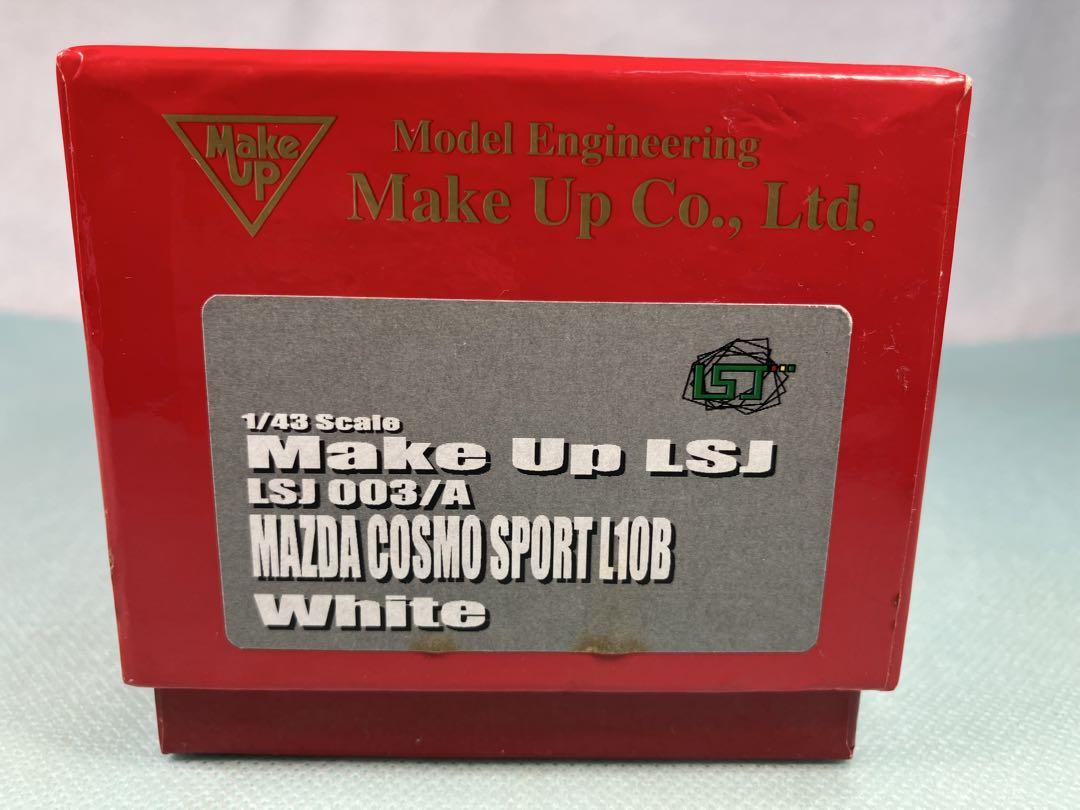 Make
UP
Model Engineering
Make Up Co., Ltd.
LSJ
1/43 Scale
Make Up LSJ
LSJ 003/A
MAZDA COSMO SPORT L10B
White